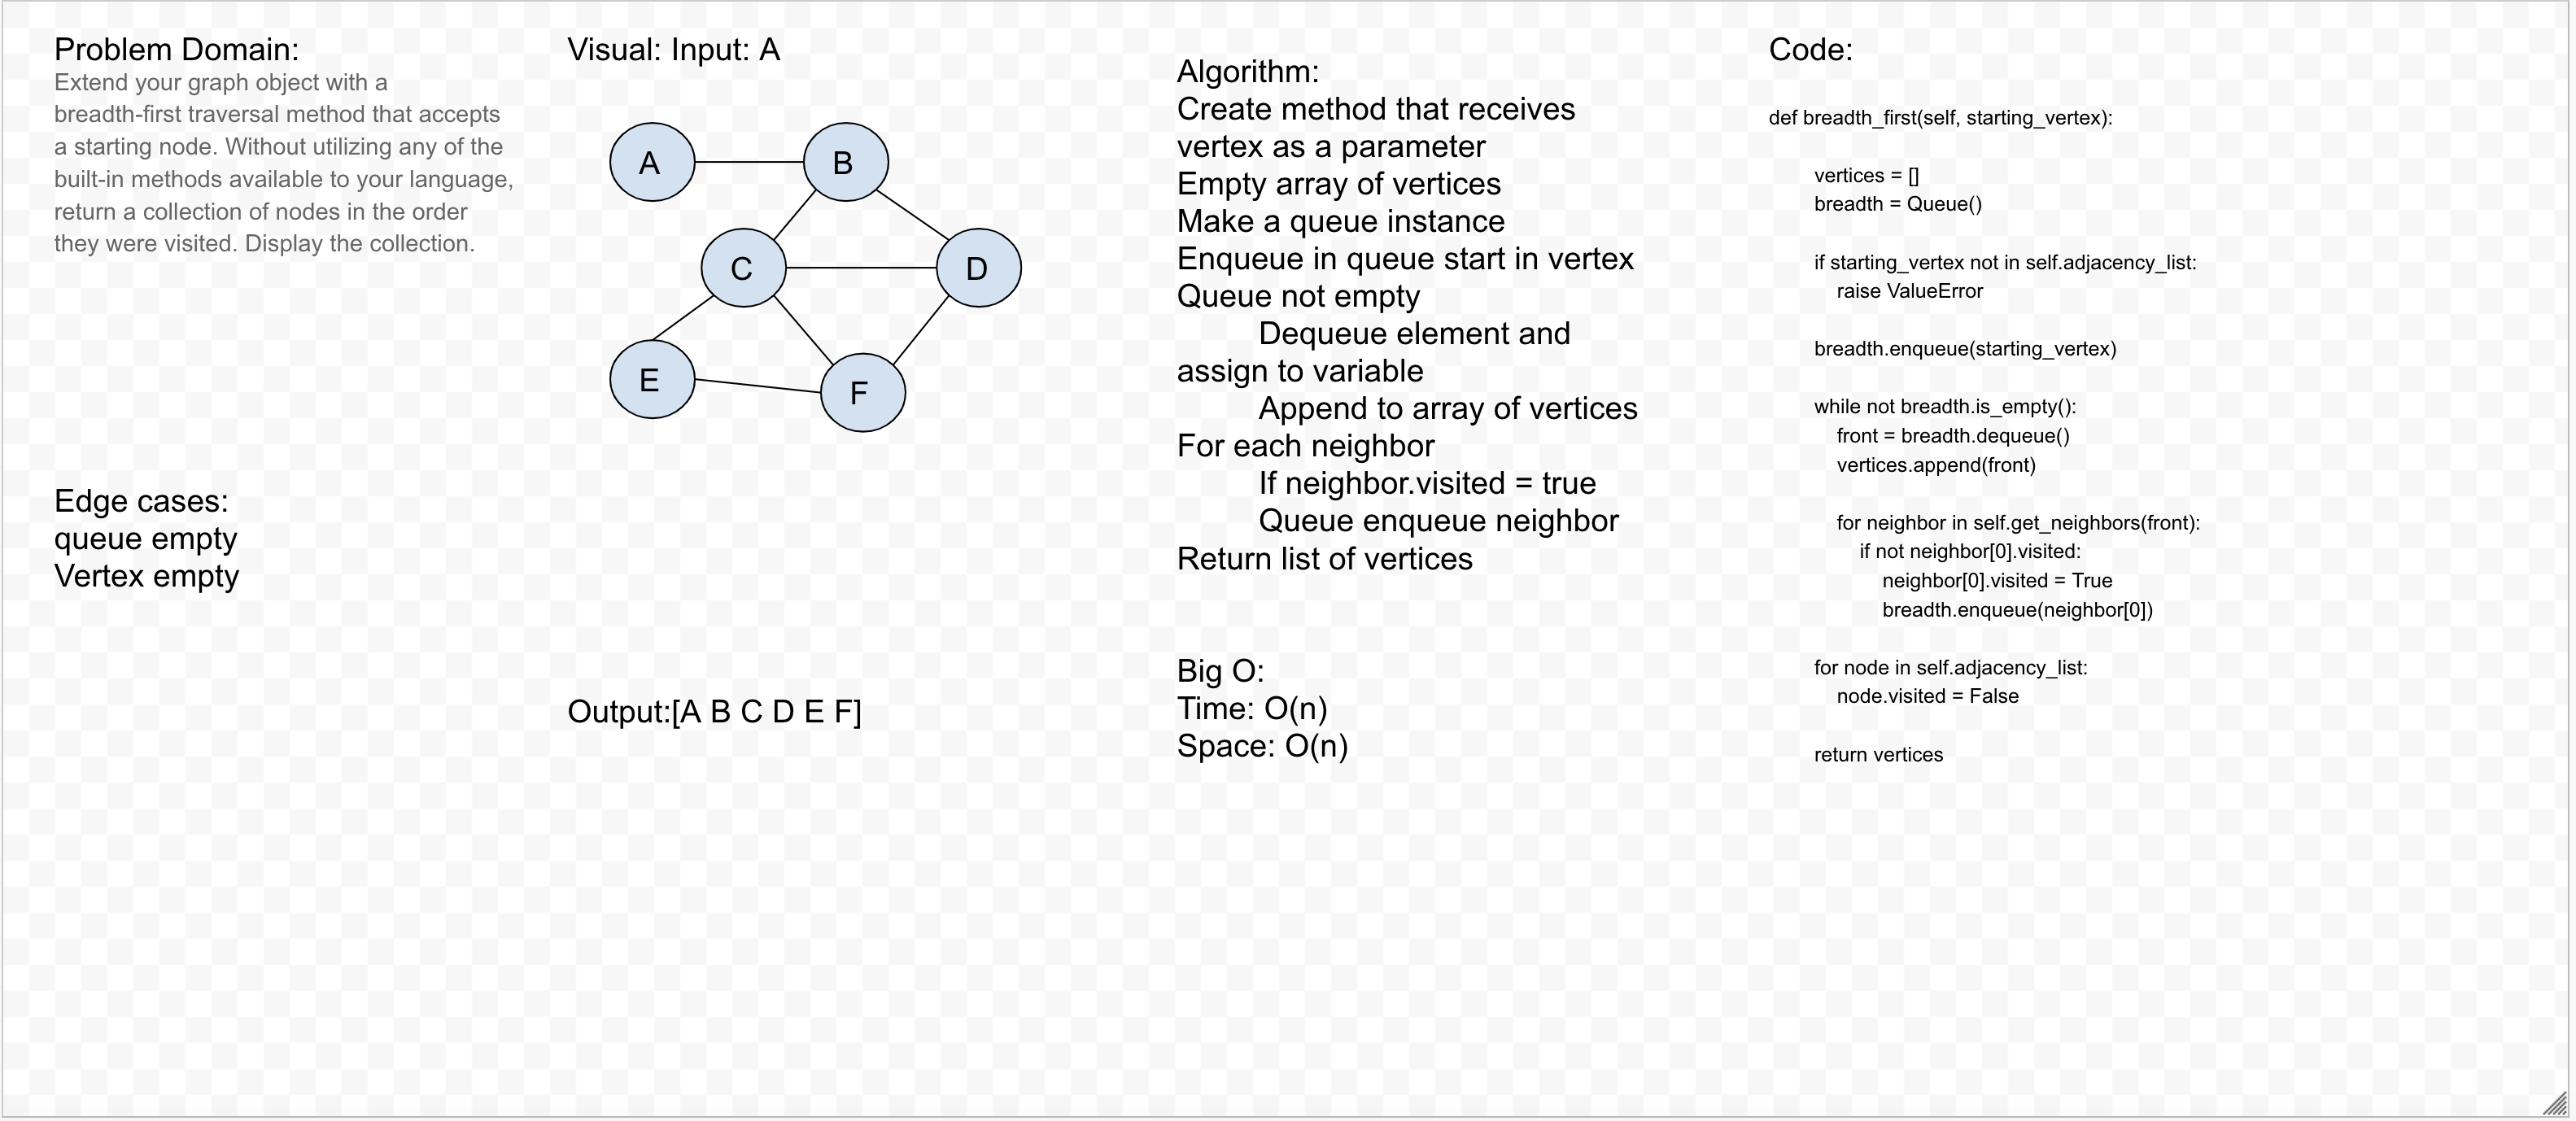 Problem Domain:
Extend your graph object with a
breadth-first traversal method that accepts
a starting node. Without utilizing any of the
built-in methods available to your language,
return a collection of nodes in the order
they were visited. Display the collection.
Edge cases:
queue empty
Vertex empty
Visual: Input: A
A
B
C
D
E
F
Output:[A B C D E F]
Algorithm:
Create method that receives
vertex as a parameter
Empty array of vertices
Make a queue instance
Enqueue in queue start in vertex
Queue not empty
Dequeue element and
assign to variable
Append to array of vertices
For each neighbor
If neighbor.visited = true
Queue enqueue neighbor
Return list of vertices
Big O:
Time: O(n)
Space: O(n)
Code:
def breadth_first(self, starting_vertex):
vertices = []
breadth = Queue()
if starting_vertex not in self.adjacency_list:
raise ValueError
breadth.enqueue(starting_vertex)
while not breadth.is_empty():
front = breadth.dequeue()
vertices.append(front)
for neighbor in self.get_neighbors(front):
if not neighbor[0].visited:
neighbor[0].visited = True
breadth.enqueue(neighbor[0])
for node in self.adjacency_list:
node.visited = False
return vertices